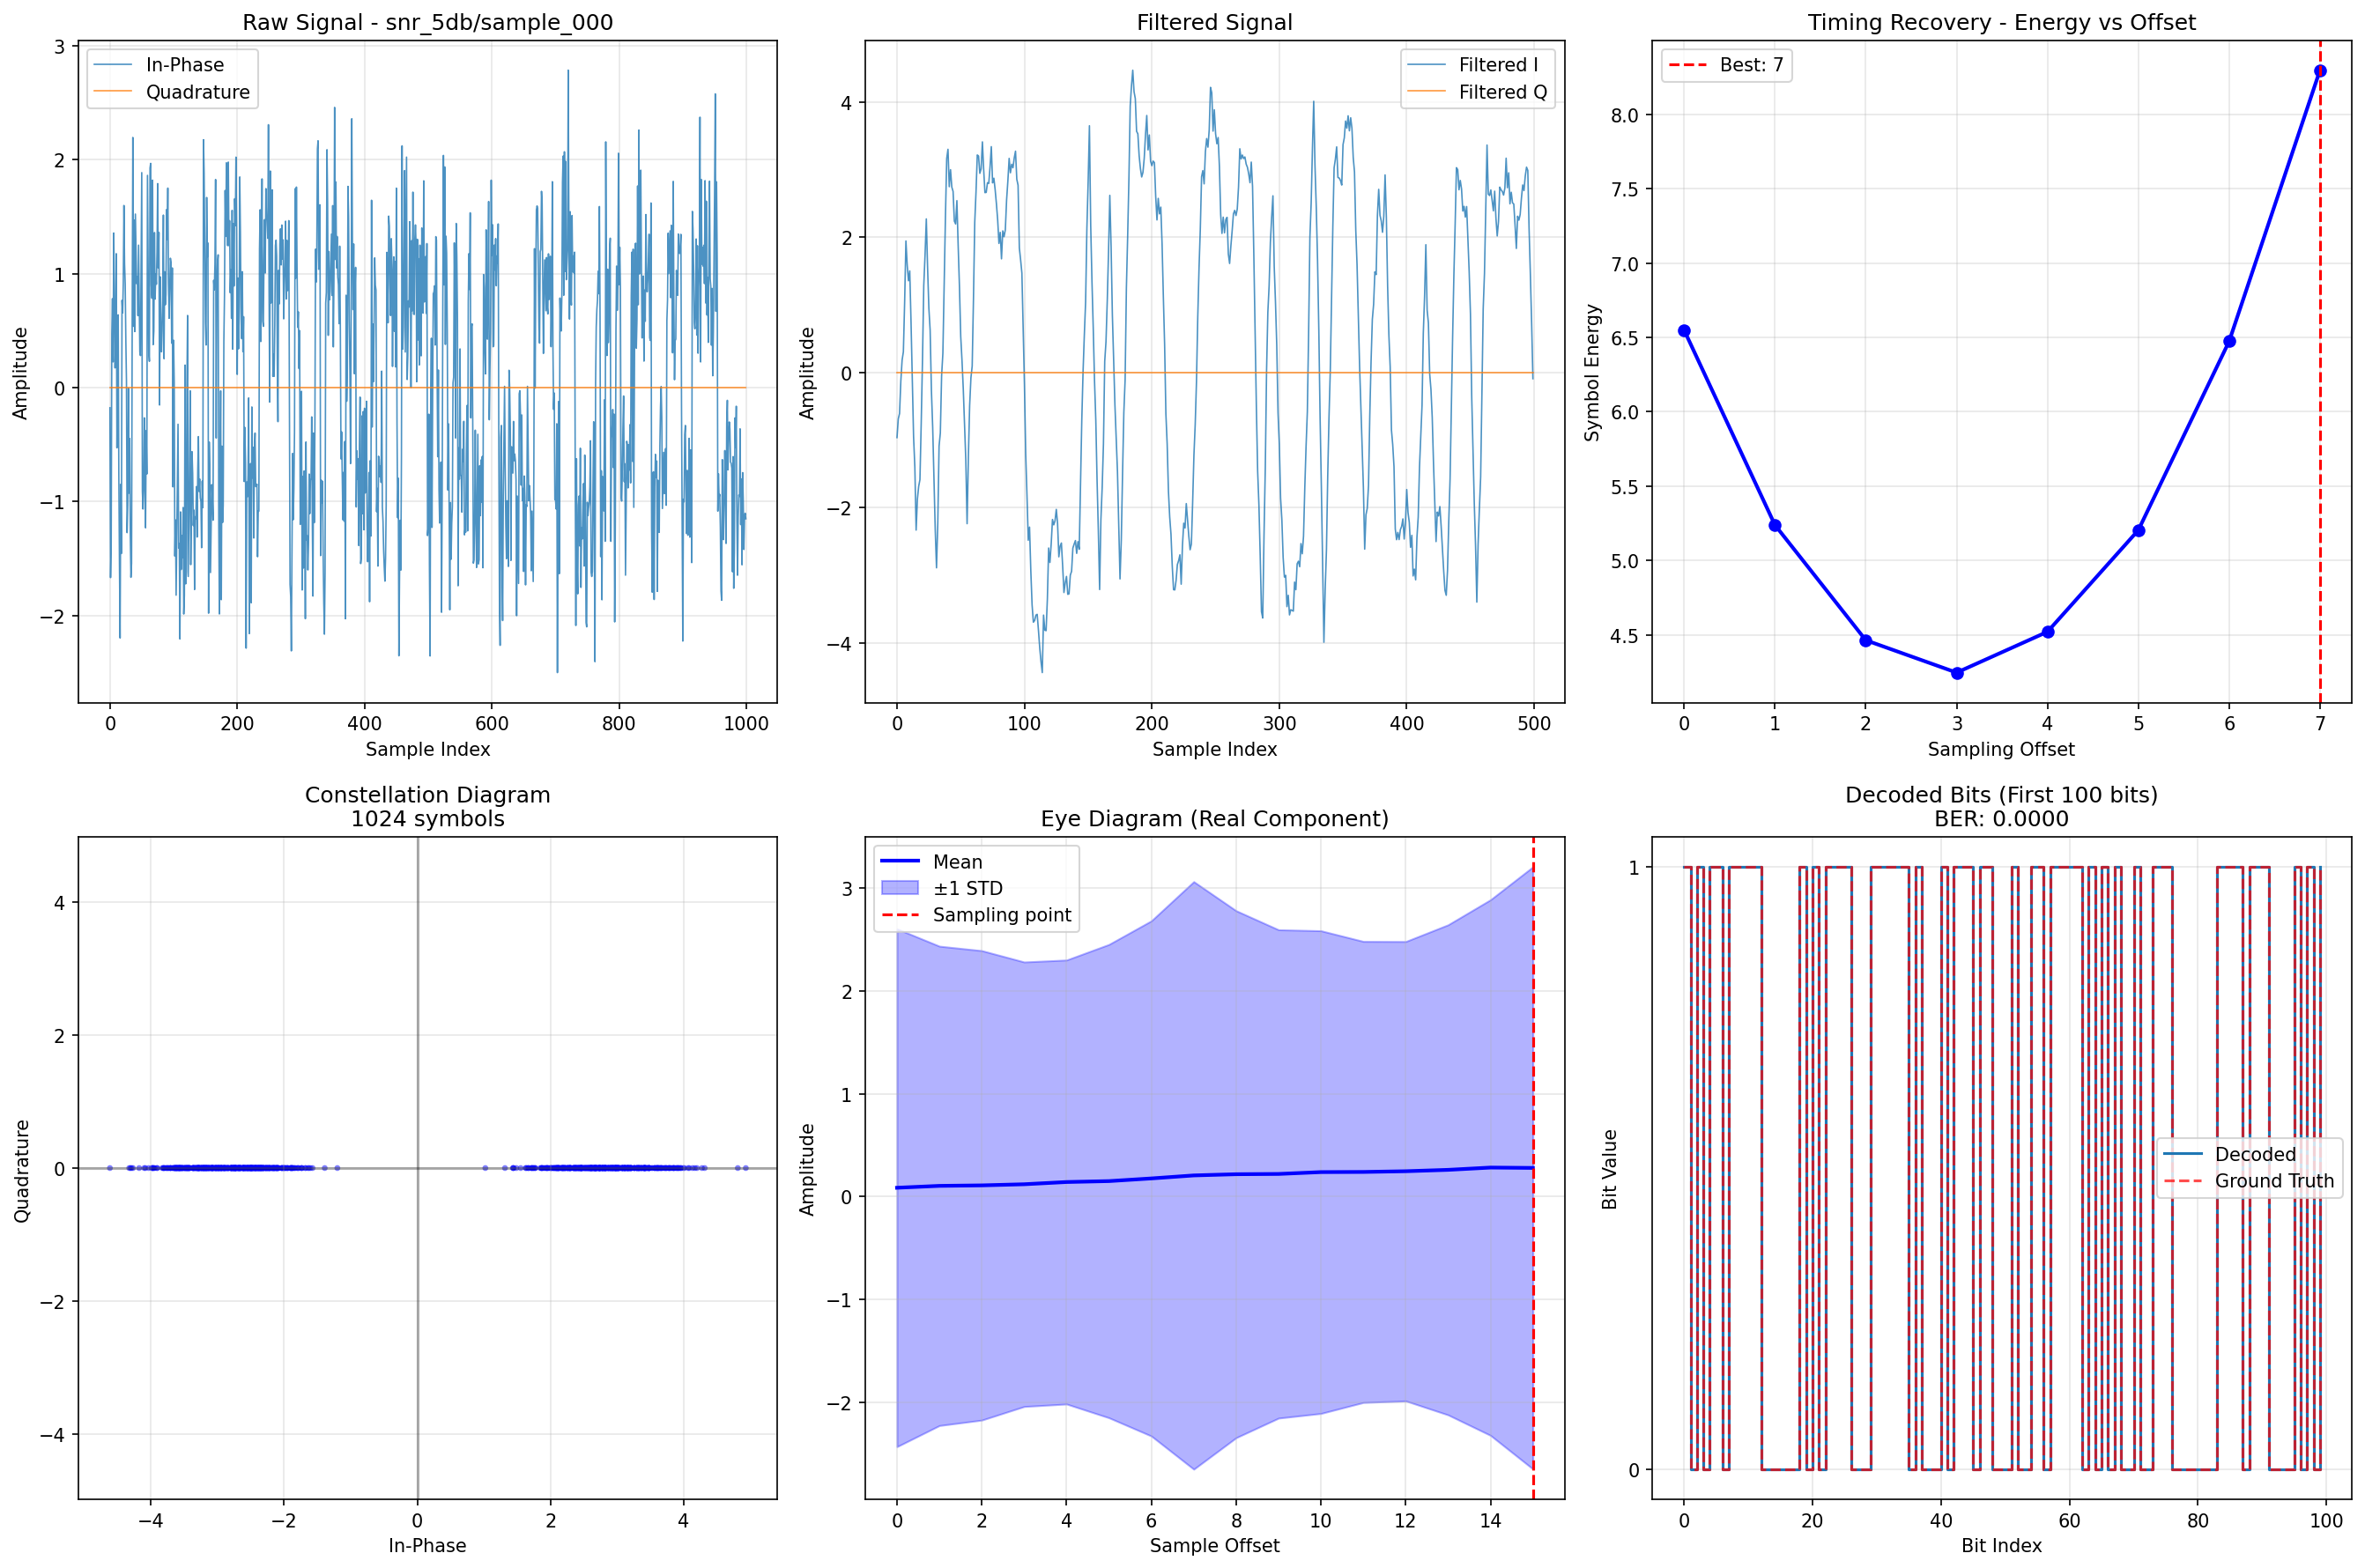 Raw Signal - snr_5db/sample_000
In-Phase
Quadrature
3
2
1
0
−1
−2
Amplitude
0
200
400
600
800
1000
Sample Index
Filtered Signal
Filtered I
Filtered Q
4
2
0
−2
−4
Amplitude
0
100
200
300
400
500
Sample Index
Timing Recovery - Energy vs Offset
Best: 7
8.0
7.5
7.0
6.5
6.0
5.5
5.0
4.5
Symbol Energy
0
1
2
3
4
5
6
7
Sampling Offset
Constellation Diagram
1024 symbols
4
2
0
−2
−4
Quadrature
−4
−2
0
2
4
In-Phase
Eye Diagram (Real Component)
Mean
±1 STD
Sampling point
3
2
1
0
−1
−2
Amplitude
0
2
4
6
8
10
12
14
Sample Offset
Decoded Bits (First 100 bits)
BER: 0.0000
1
0
Bit Value
Decoded
Ground Truth
0
20
40
60
80
100
Bit Index